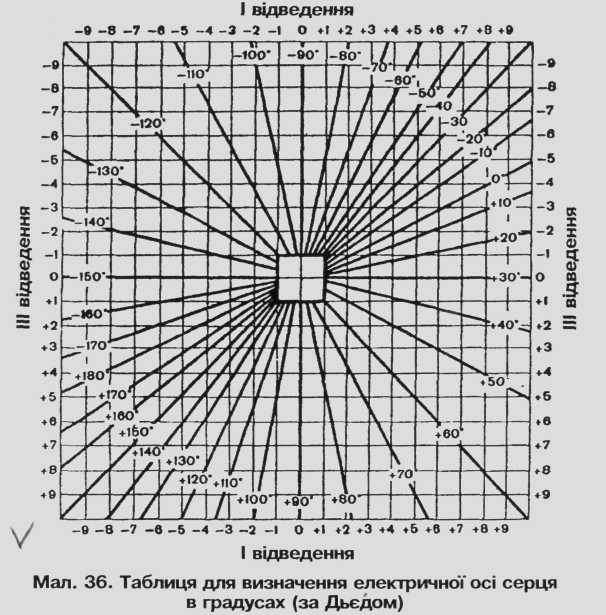 I відведення
−9 −8 −7 −6 −5 −4 −3 −2 −1 0 +1 +2 +3 +4 +5 +6 +7 +8 +9
−100° −90° −80°
−9 −110° −70° −9
−8 −60° −8
−7 −50° −7
−40
−6 −120° −30 −6
−20°
−5 −10° −5
−4 −130° 0° −4
−3 +10° −3
−2 −140° −2
−1 +20° −1
III відведення
0 −150° +30° 0
III відведення
+1 −160 +1
+2 +40° +2
+3 −170 +3
+4 +180° +50° +4
+5 +170° +5
+6 +160° +6
+150° +60°
+7 +140° +7
+8 +130° +70 +8
+120° +110°
+9 +100° +90° +80° +9
−9 −8 −7 −6 −5 −4 −3 −2 −1 0 +1 +2 +3 +4 +5 +6 +7 +8 +9
I відведення
Мал. 36. Таблиця для визначення електричної осі серця
в градусах (за Дьєдом)